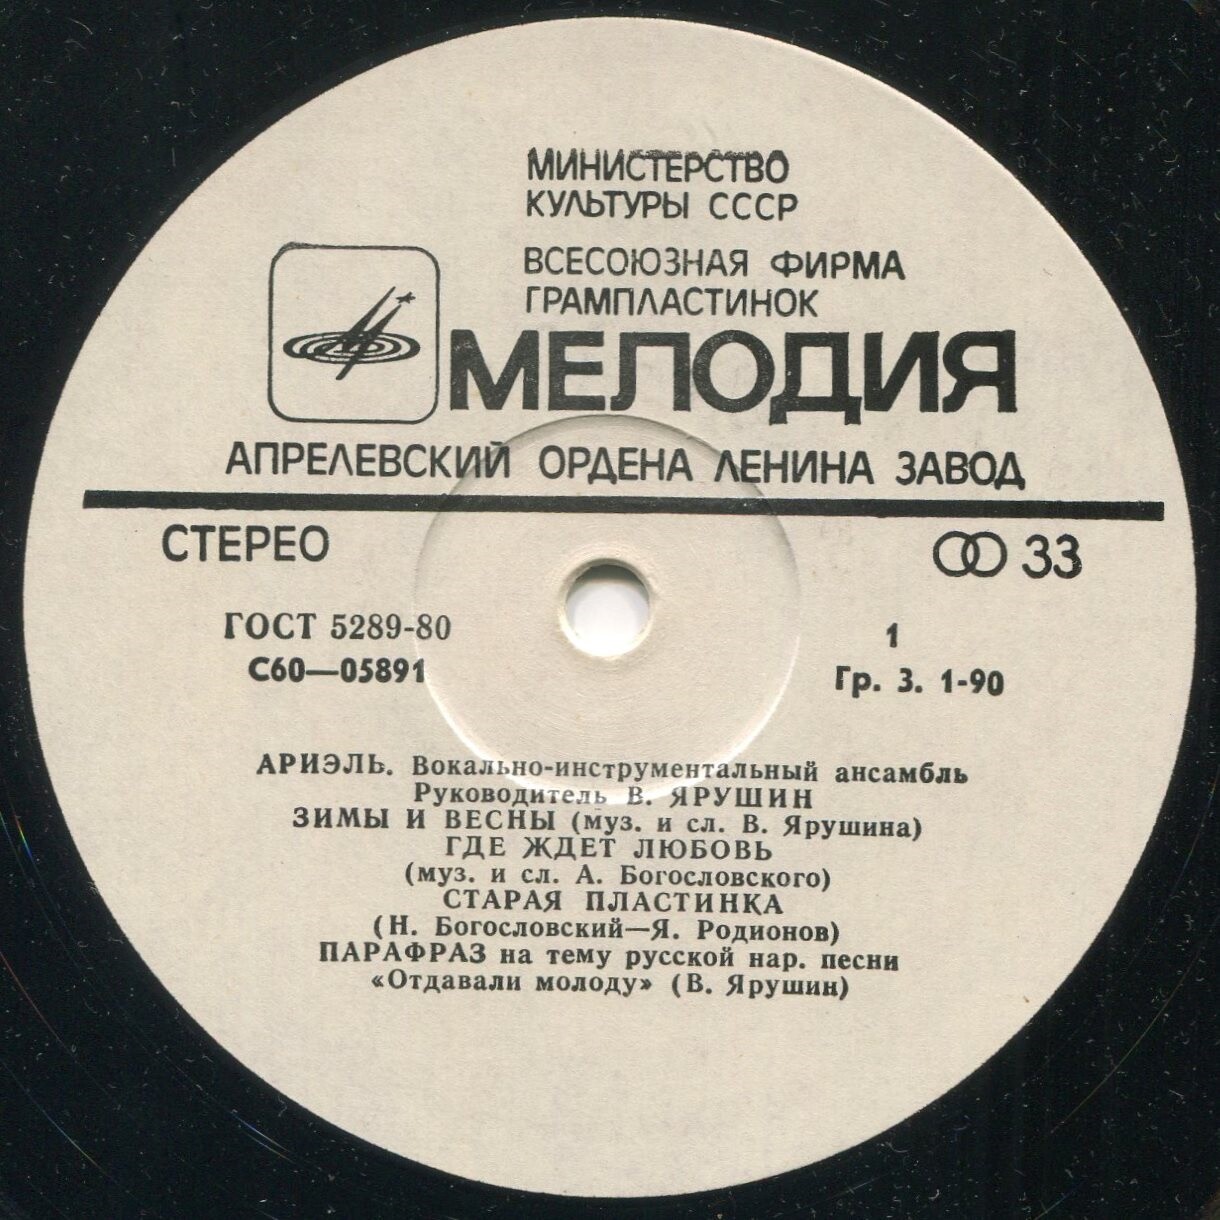 МИНИСТЕРСТВО
КУЛЬТУРЫ СССР
ВСЕСОЮЗНАЯ ФИРМА
ГРАМПЛАСТИНОК
МЕЛОДИЯ
АПРЕЛЕВСКИЙ ОРДЕНА ЛЕНИНА ЗАВОД
СТЕРЕО
33
ГОСТ 5289-80
1
С60—05891
Гр. 3. 1-90
АРИЭЛЬ. Вокально-инструментальный ансамбль
Руководитель В. ЯРУШИН
ЗИМЫ И ВЕСНЫ (муз. и сл. В. Ярушина)
ГДЕ ЖДЕТ ЛЮБОВЬ
(муз. и сл. А. Богословского)
СТАРАЯ ПЛАСТИНКА
(Н. Богословский—Я. Родионов)
ПАРАФРАЗ на тему русской нар. песни
«Отдавали молоду» (В. Ярушин)